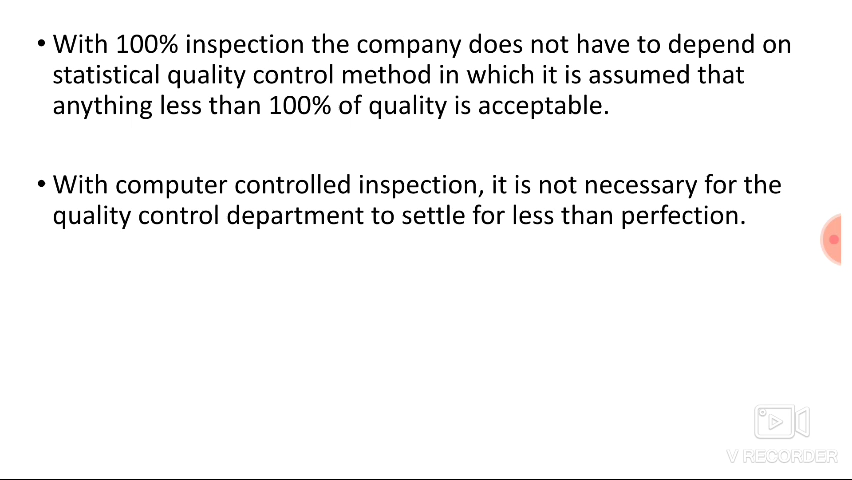 • With 100% inspection the company does not have to depend on
statistical quality control method in which it is assumed that
anything less than 100% of quality is acceptable.
• With computer controlled inspection, it is not necessary for the
quality control department to settle for less than perfection.
V RECORDER